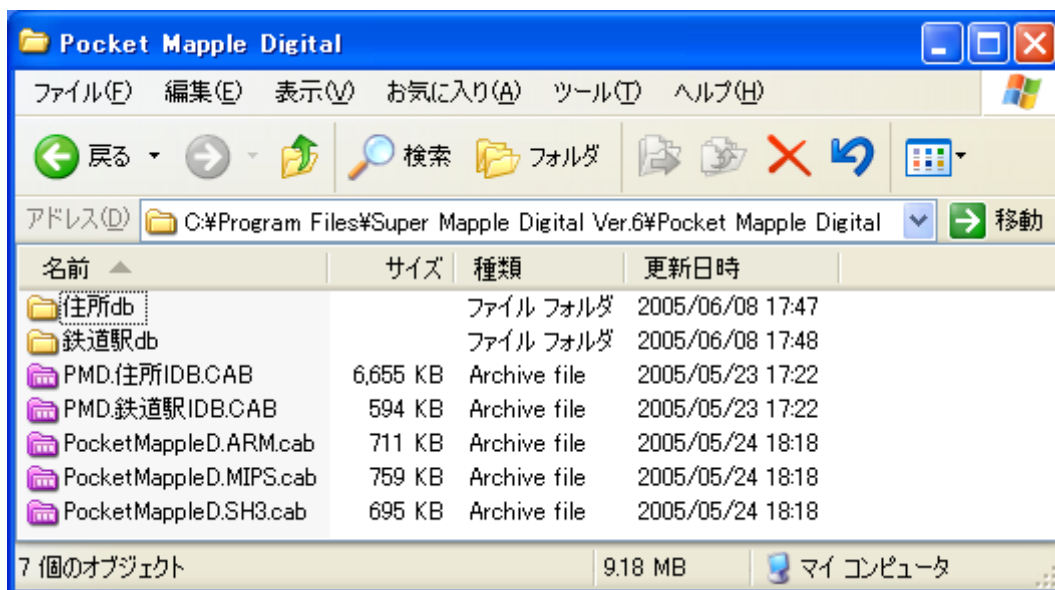 Pocket Mapple Digital
ファイル(F) 編集(E) 表示(V) お気に入り(A) ツール(T) ヘルプ(H)
戻る 検索 フォルダ
アドレス(D) C:¥Program Files¥Super Mapple Digital Ver.6¥Pocket Mapple Digital 移動
名前 サイズ 種類 更新日時
住所db ファイル フォルダ 2005/06/08 17:47
鉄道駅db ファイル フォルダ 2005/06/08 17:48
PMD.住所IDB.CAB 6,655 KB Archive file 2005/05/23 17:22
PMD.鉄道駅IDB.CAB 594 KB Archive file 2005/05/23 17:22
PocketMappleD.ARM.cab 711 KB Archive file 2005/05/24 18:18
PocketMappleD.MIPS.cab 759 KB Archive file 2005/05/24 18:18
PocketMappleD.SH3.cab 695 KB Archive file 2005/05/24 18:18
7 個のオブジェクト 9.18 MB マイ コンピュータ